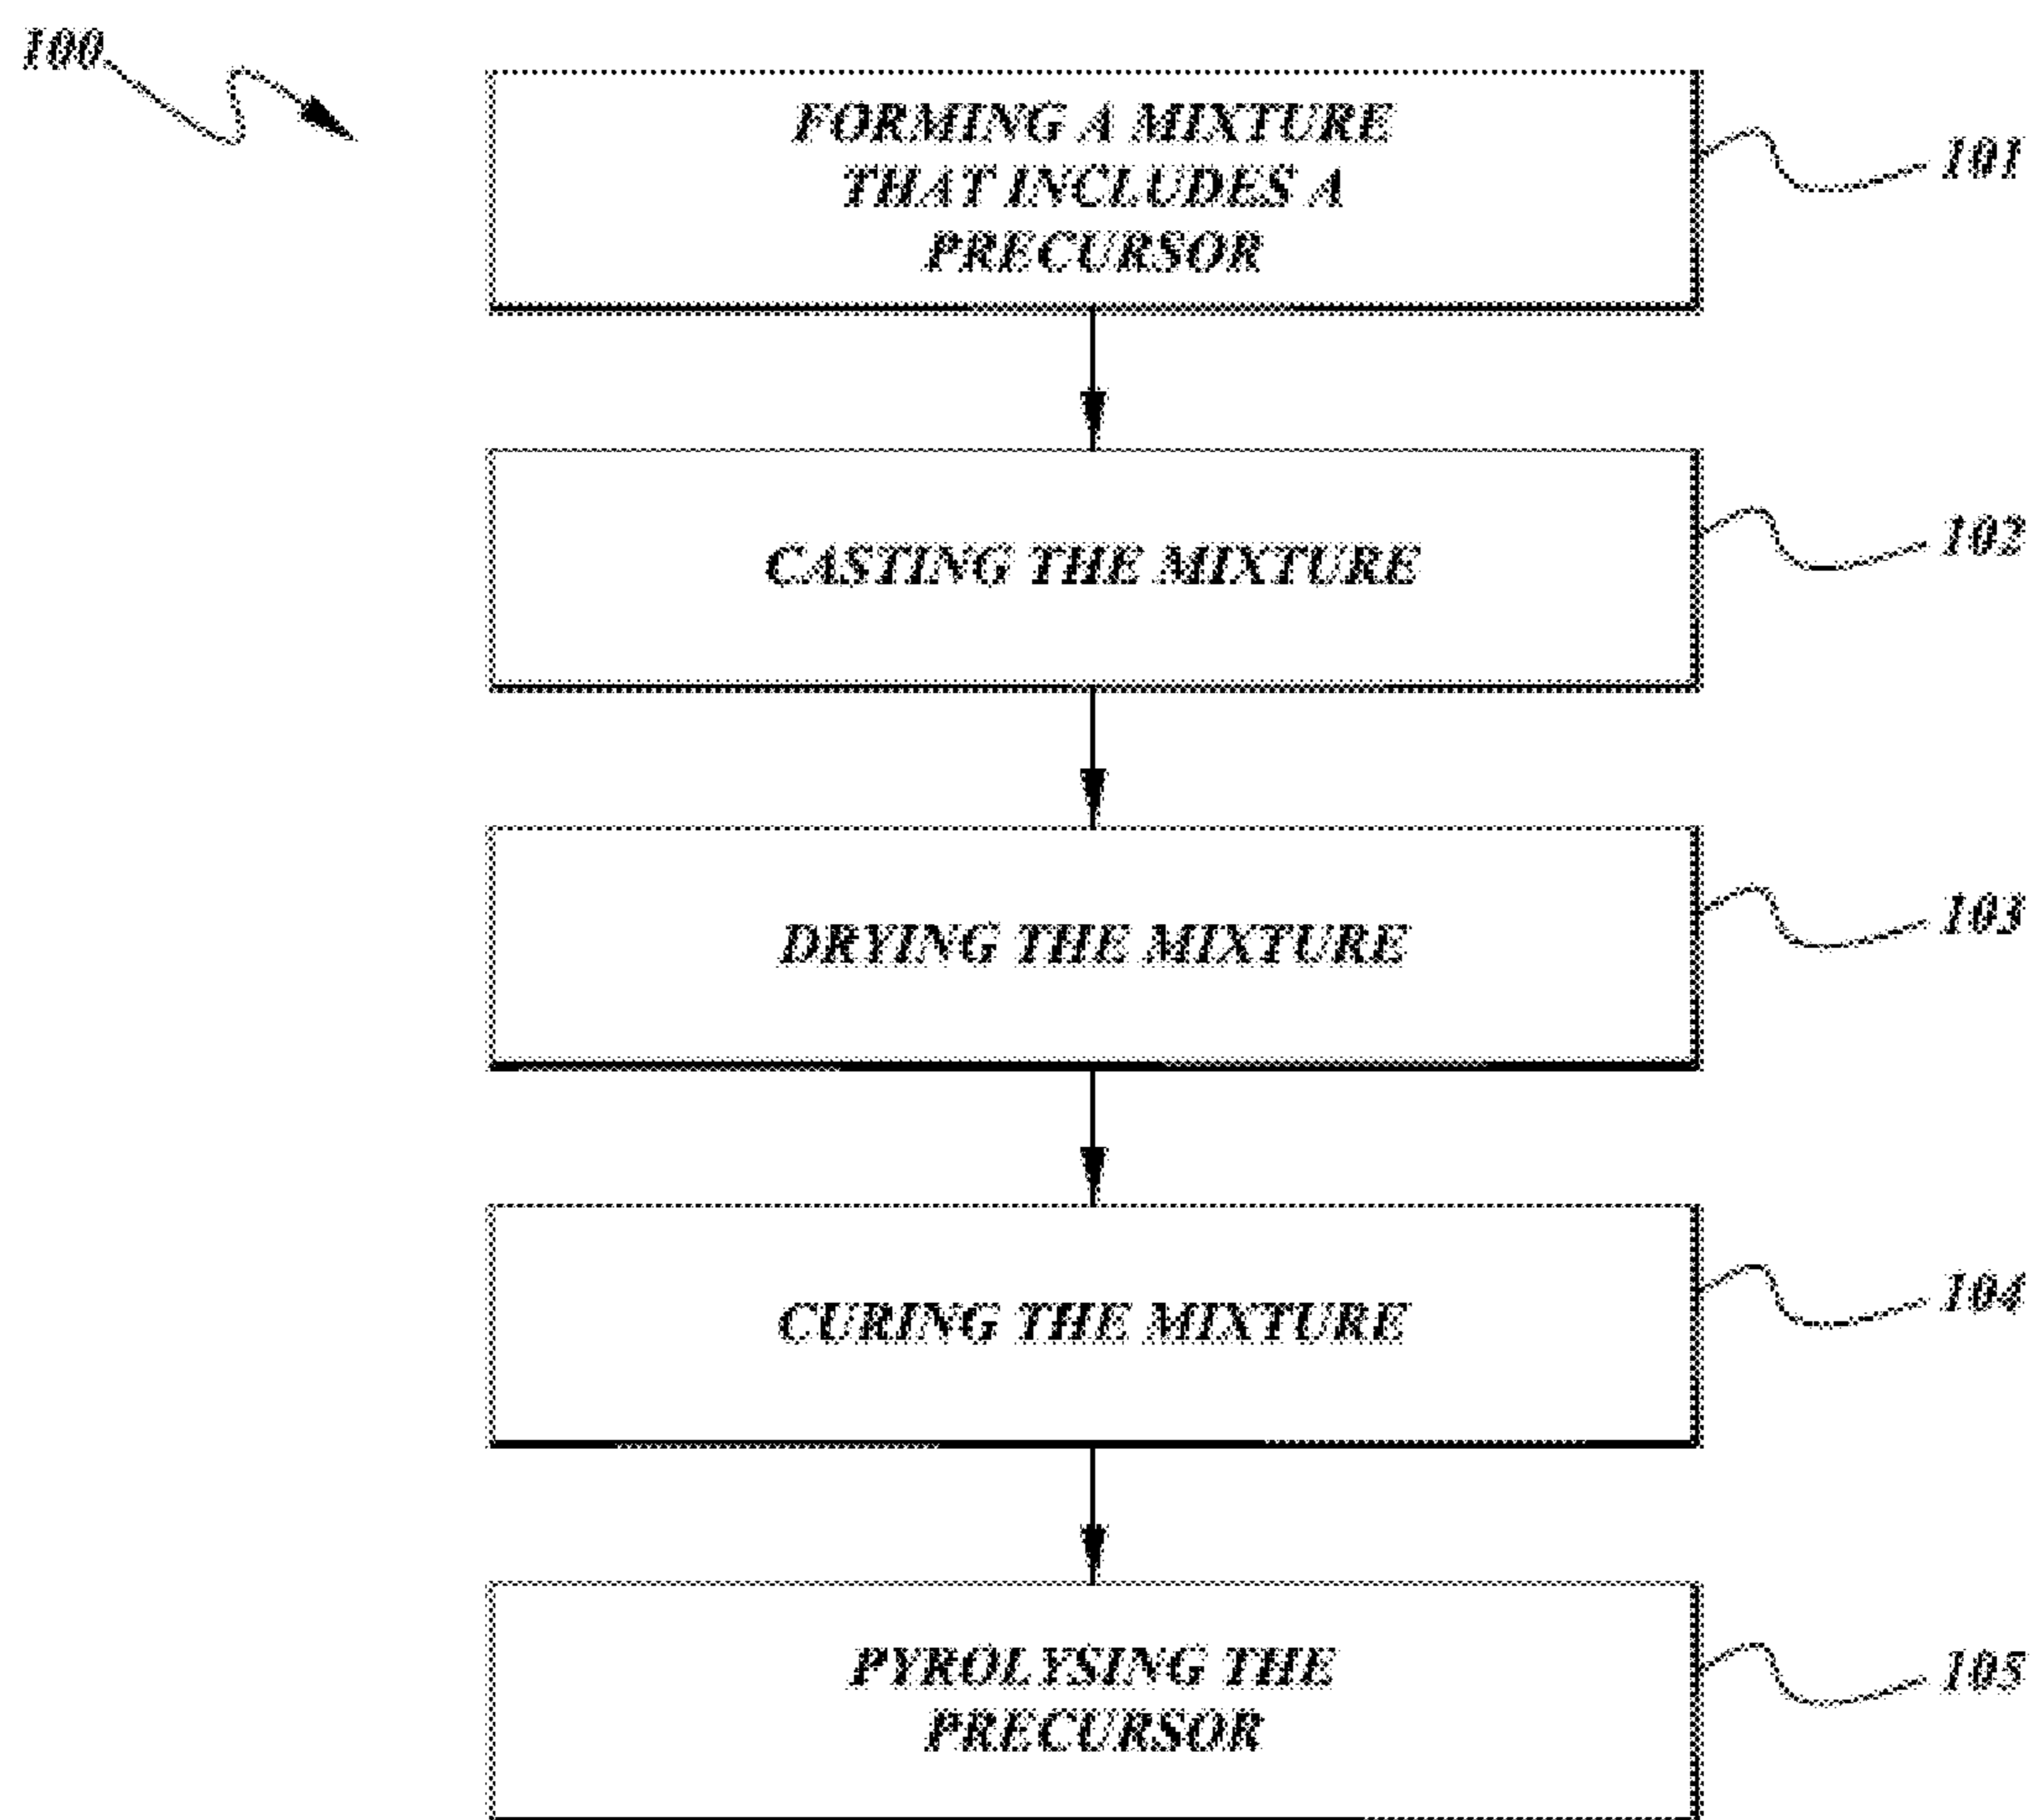 100
FORMING A MIXTURE
THAT INCLUDES A
PRECURSOR
101
CASTING THE MIXTURE
102
DRYING THE MIXTURE
103
CURING THE MIXTURE
104
PYROLYSING THE
PRECURSOR
105